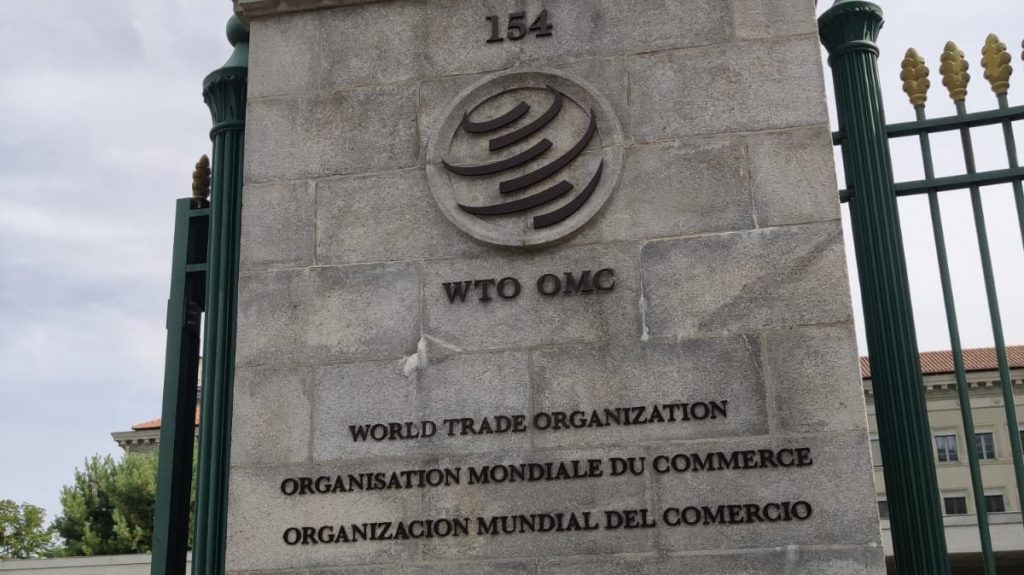 154
WTO OMC
WORLD TRADE ORGANIZATION
ORGANISATION MONDIALE DU COMMERCE
ORGANIZACION MUNDIAL DEL COMERCIO